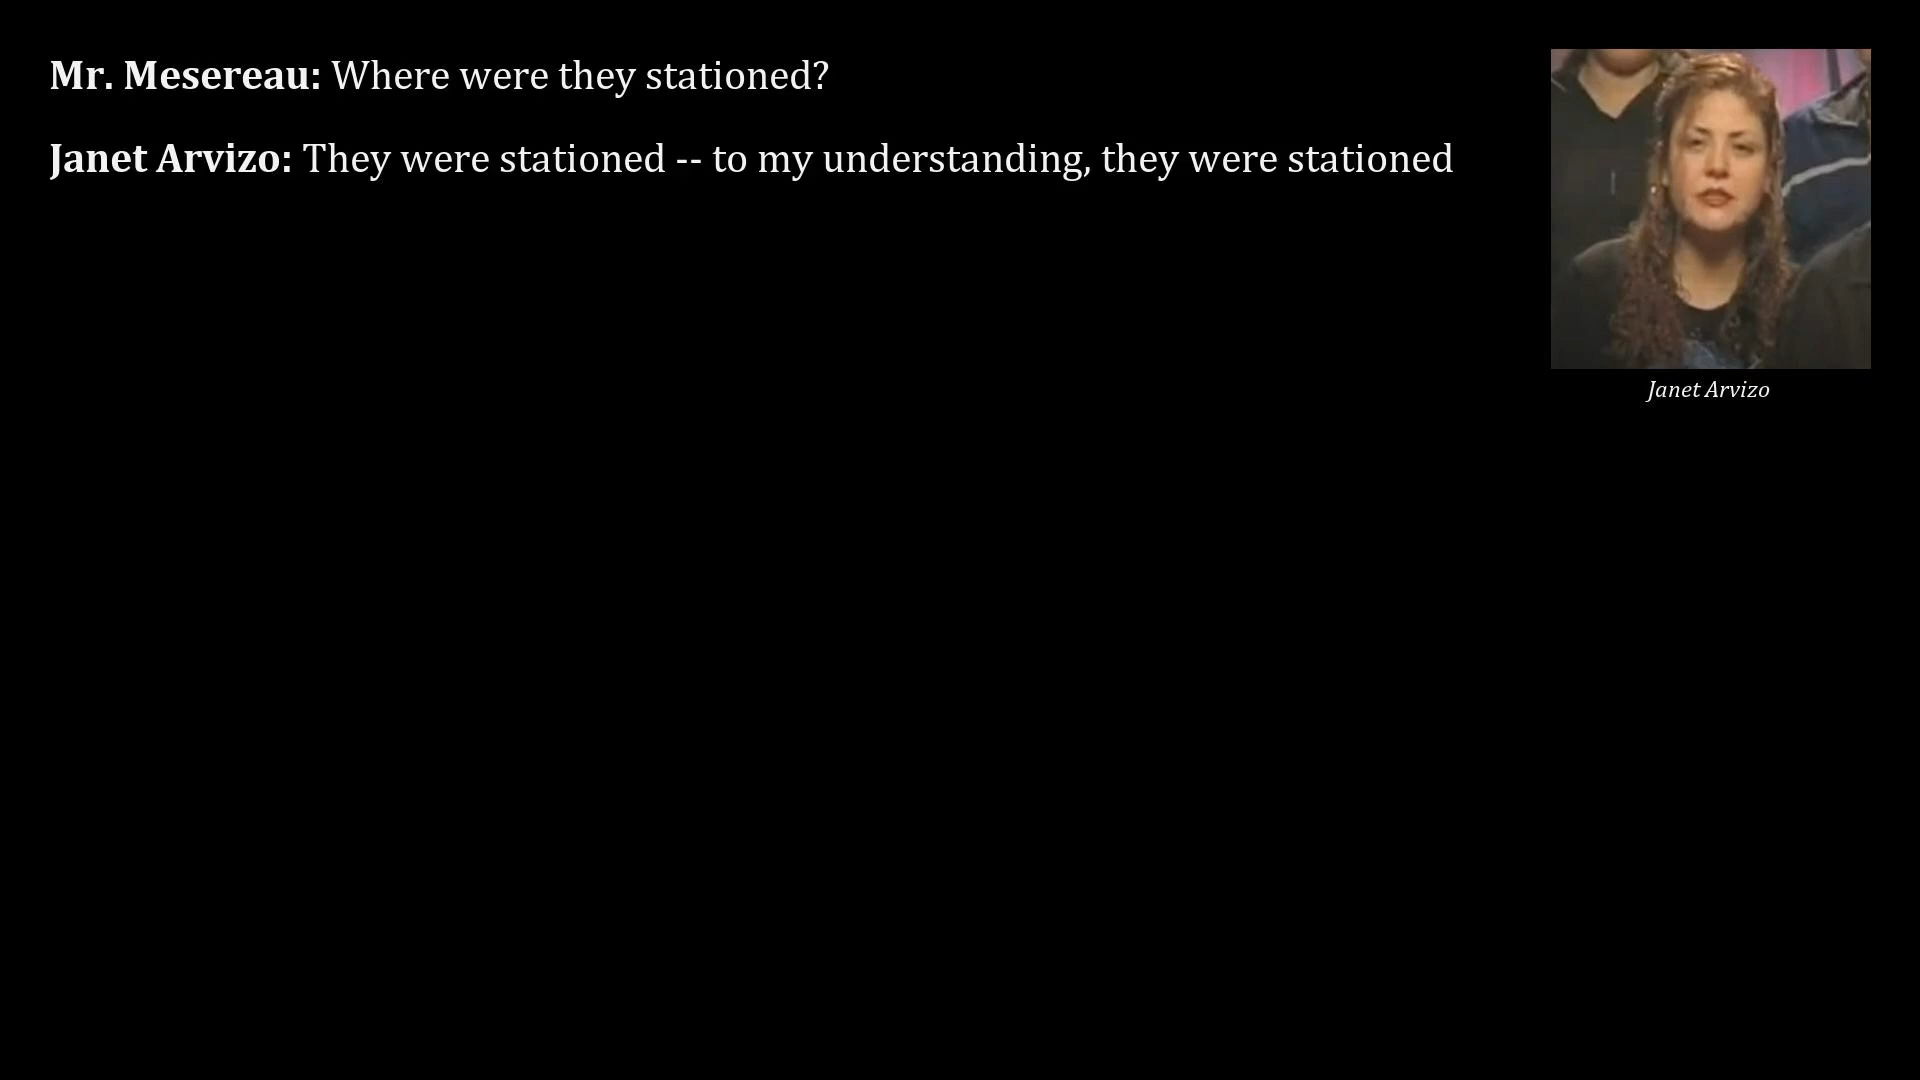 Mr. Mesereau: Where were they stationed?
Janet Arvizo: They were stationed -- to my understanding, they were stationed
Janet Arvizo